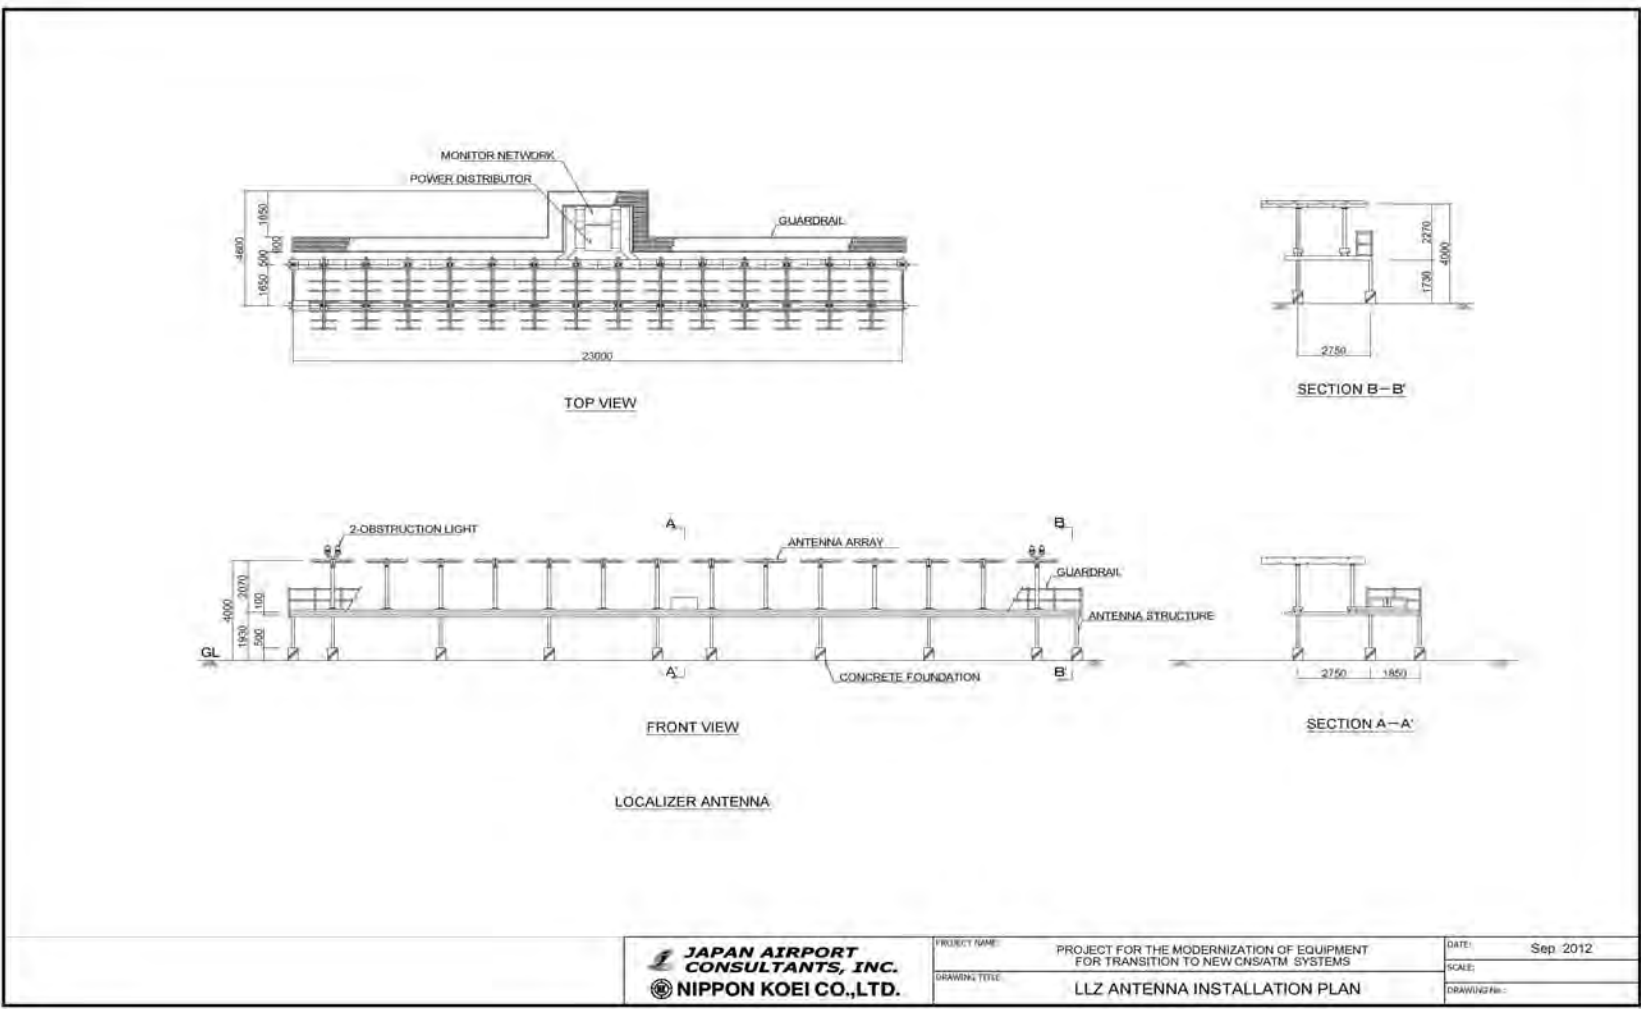 MONITOR NETWORK
POWER DISTRIBUTOR
GUARDRAIL
4600
1650
900
500
1650
23000
TOP VIEW
2270
4000
1730
2750
SECTION B-B'
2-OBSTRUCTION LIGHT
A
B
ANTENNA ARRAY
GUARDRAIL
ANTENNA STRUCTURE
4000
2070
100
1930
500
GL
A'
B'
CONCRETE FOUNDATION
FRONT VIEW
2750
1850
SECTION A-A'
LOCALIZER ANTENNA
JAPAN AIRPORT
CONSULTANTS, INC.
NIPPON KOEI CO.,LTD.
PROJECT NAME:
PROJECT FOR THE MODERNIZATION OF EQUIPMENT
FOR TRANSITION TO NEW CNS/ATM SYSTEMS
DRAWING TITLE:
LLZ ANTENNA INSTALLATION PLAN
DATE:
Sep. 2012
SCALE:
DRAWING No.: